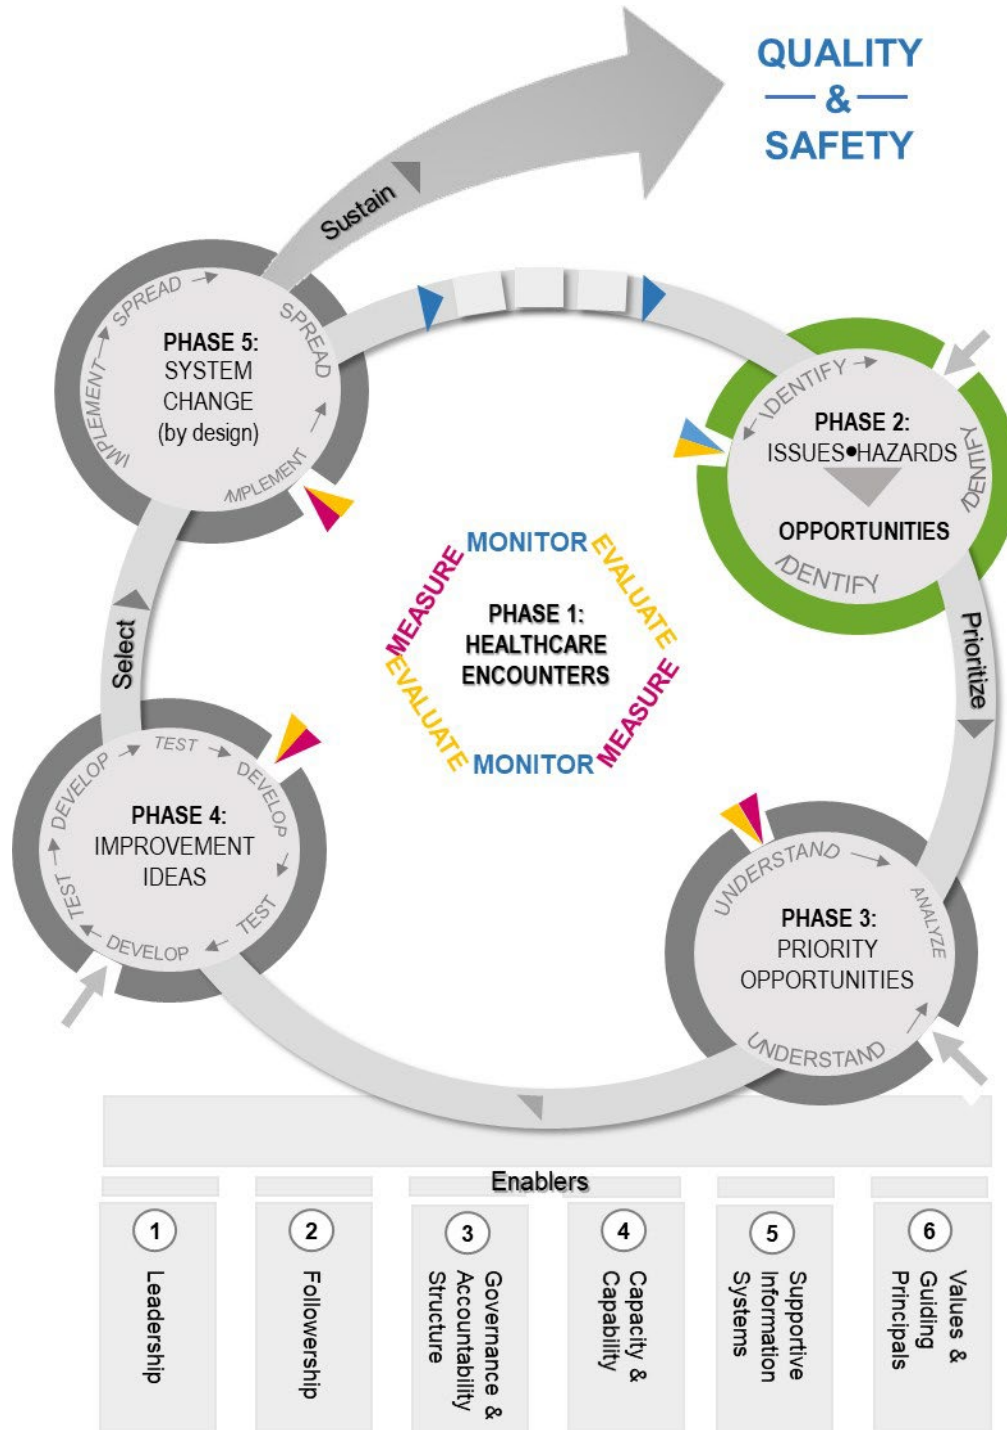 QUALITY
&
SAFETY
Sustain
SPREAD
SPREAD
IMPLEMENT
IMPLEMENT
PHASE 5:
SYSTEM
CHANGE
(by design)
IDENTIFY
IDENTIFY
IDENTIFY
PHASE 2:
ISSUES•HAZARDS
OPPORTUNITIES
Prioritize
MONITOR
EVALUATE
MEASURE
PHASE 1:
HEALTHCARE
ENCOUNTERS
EVALUATE
MEASURE
MONITOR
Select
TEST
DEVELOP
DEVELOP
PHASE 4:
IMPROVEMENT
IDEAS
TEST
TEST
DEVELOP
UNDERSTAND
ANALYZE
PHASE 3:
PRIORITY
OPPORTUNITIES
UNDERSTAND
Enablers
1
Leadership
2
Followership
3
Governance &
Accountability
Structure
4
Capacity &
Capability
5
Supportive
Information
Systems
6
Values &
Guiding
Principals